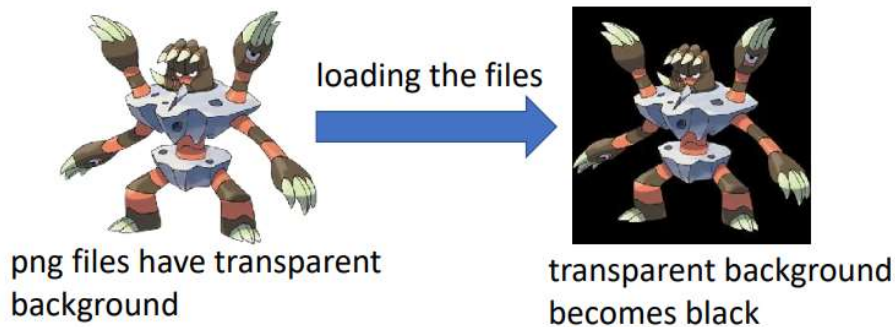 loading the files
png files have transparent
background
transparent background
becomes black